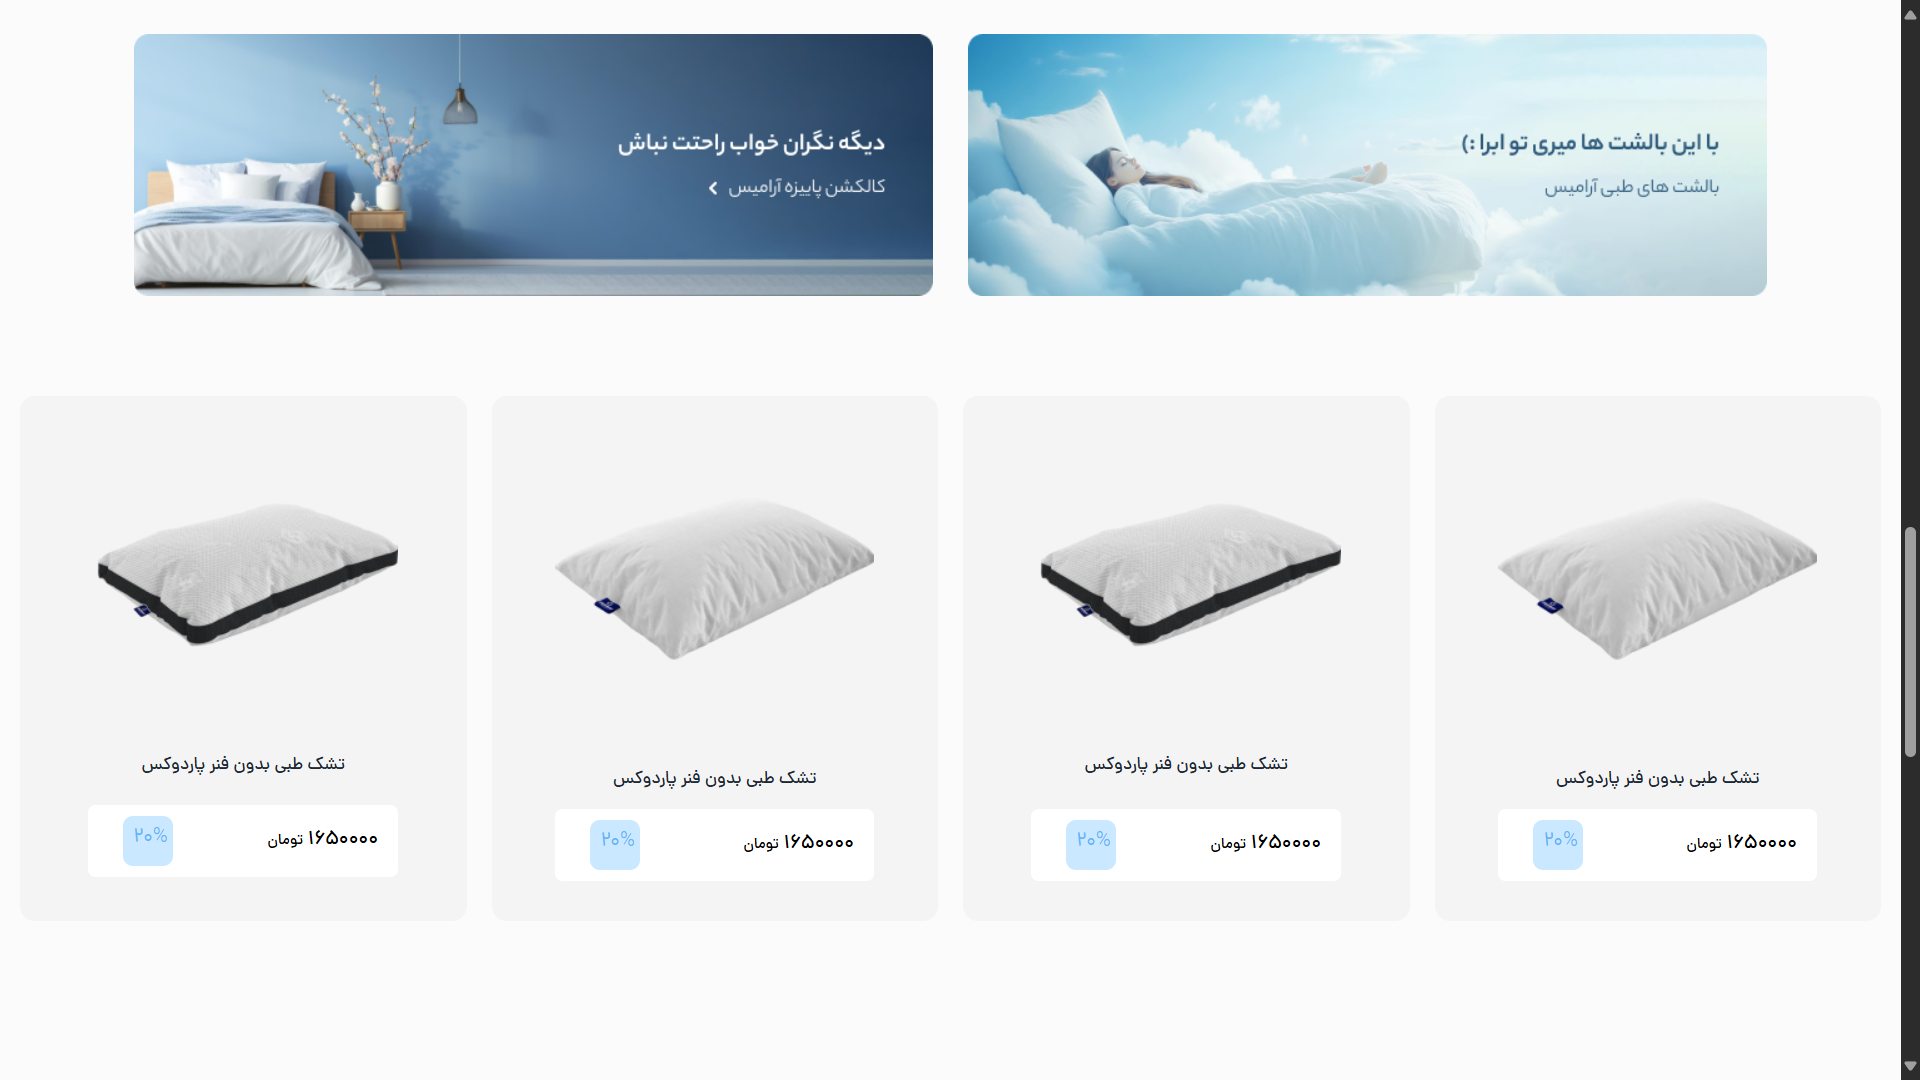 با این بالشت ها میری تو ابرا :)
بالشت های طبی آرامیس
دیگه نگران خواب راحتت نباش
کالکشن پاییزه آرامیس
تشک طبی بدون فنر پاردوکس
۱۶۵۰۰۰۰ تومان
۲۰%
تشک طبی بدون فنر پاردوکس
۱۶۵۰۰۰۰ تومان
۲۰%
تشک طبی بدون فنر پاردوکس
۱۶۵۰۰۰۰ تومان
۲۰%
تشک طبی بدون فنر پاردوکس
۱۶۵۰۰۰۰ تومان
۲۰%